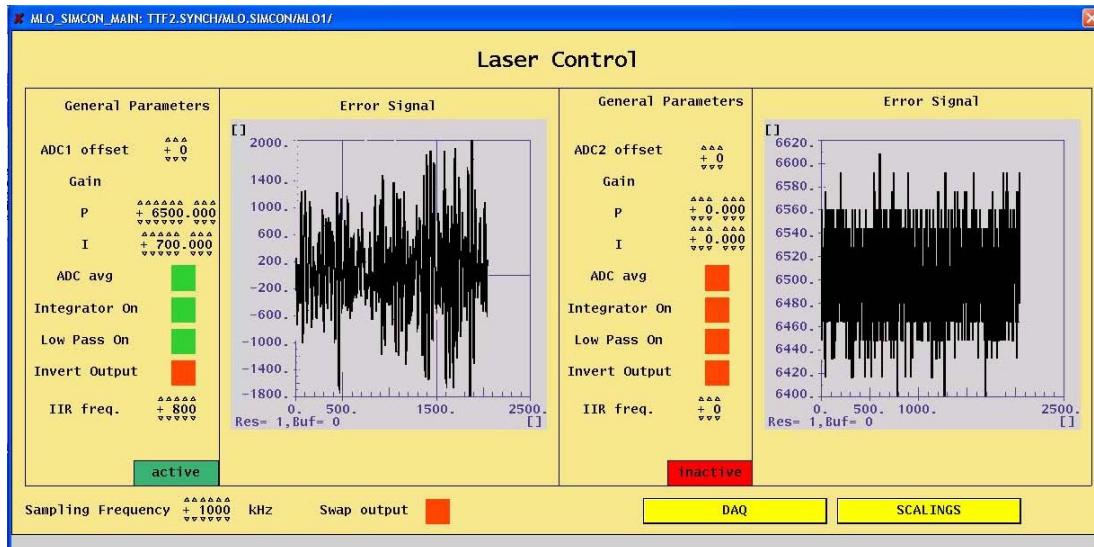 MLO_SIMCON_MAIN: TTF2.SYNCH/MLO.SIMCON/MLO1/
Laser Control
General Parameters
ADC1 offset + 0
Gain
P + 6500.000
I + 700.000
ADC avg
Integrator On
Low Pass On
Invert Output
IIR freq. + 800
active
Error Signal
[]
2000.
1400.
1000.
600.
200.
-200.
-600.
-1000.
-1400.
-1800.
0. 500. 1500. 2500.
Res= 1,Buf= 0 []
General Parameters
ADC2 offset + 0
Gain
P + 0.000
I + 0.000
ADC avg
Integrator On
Low Pass On
Invert Output
IIR freq. + 0
inactive
Error Signal
[]
6620.
6600.
6580.
6560.
6540.
6520.
6500.
6480.
6460.
6440.
6420.
6400.
0. 500. 1000. 2500.
Res= 1,Buf= 0 []
Sampling Frequency + 1000 kHz Swap output DAQ SCALINGS